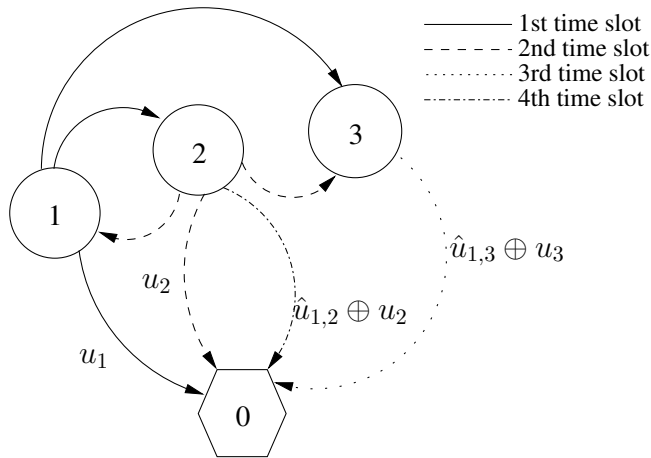 1st time slot
2nd time slot
3rd time slot
4th time slot
3
2
1
û₁,₃ ⊕ u₃
u₂
û₁,₂ ⊕ u₂
u₁
0